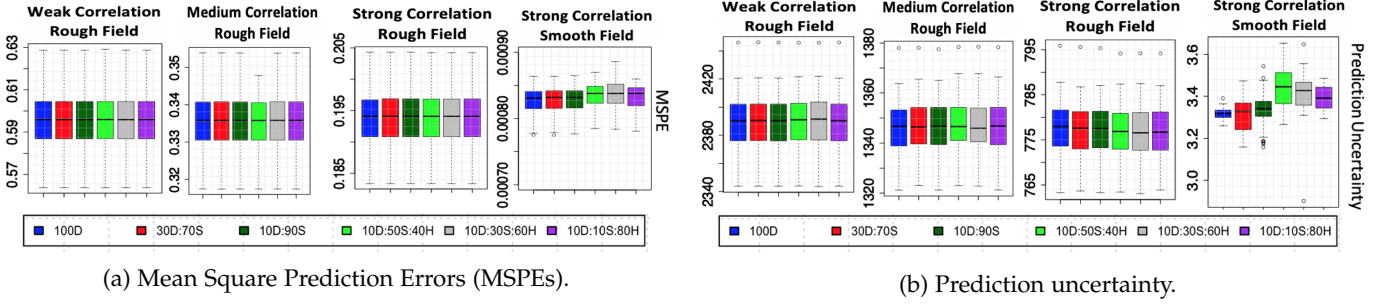 Weak Correlation
Rough Field
Medium Correlation
Rough Field
Strong Correlation
Rough Field
Strong Correlation
Smooth Field
0.63
0.61
0.59
0.57
0.35
0.34
0.33
0.32
0.205
0.195
0.185
0.00090
0.00080
0.00070
MSPE
100D
30D:70S
10D:90S
10D:50S:40H
10D:30S:60H
10D:10S:80H
(a) Mean Square Prediction Errors (MSPEs).
Weak Correlation
Rough Field
Medium Correlation
Rough Field
Strong Correlation
Rough Field
Strong Correlation
Smooth Field
2420
2380
2340
1380
1360
1340
1320
795
785
775
765
3.6
3.4
3.2
3.0
Prediction Uncertainty
100D
30D:70S
10D:90S
10D:50S:40H
10D:30S:60H
10D:10S:80H
(b) Prediction uncertainty.